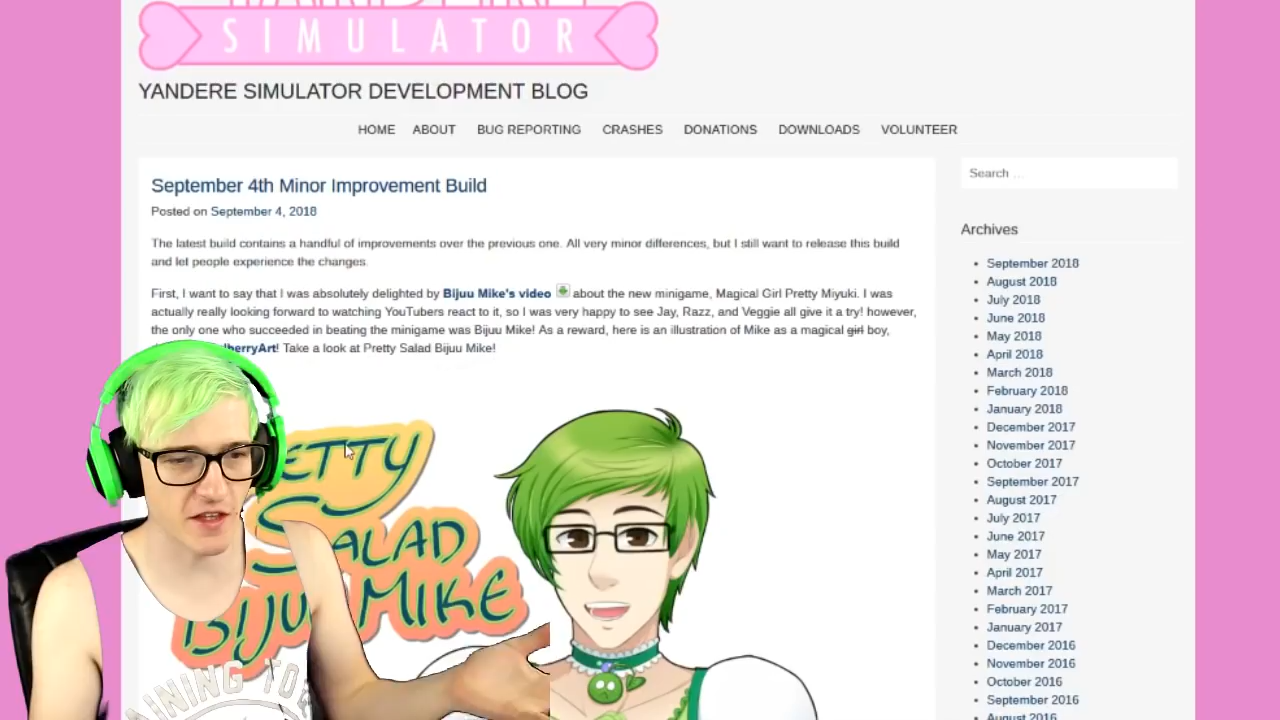 SIMULATOR
YANDERE SIMULATOR DEVELOPMENT BLOG
HOME ABOUT BUG REPORTING CRASHES DONATIONS DOWNLOADS VOLUNTEER
September 4th Minor Improvement Build
Posted on September 4, 2018
The latest build contains a handful of improvements over the previous one. All very minor differences, but I still want to release this build
and let people experience the changes.
First, I want to say that I was absolutely delighted by Bijuu Mike's video about the new minigame, Magical Girl Pretty Miyuki. I was
actually really looking forward to watching YouTubers react to it, so I was very happy to see Jay, Razz, and Veggie all give it a try! however,
the only one who succeeded in beating the minigame was Bijuu Mike! As a reward, here is an illustration of Mike as a magical girl boy,
Take a look at Pretty Salad Bijuu Mike!
ETTY
SALAD
BIJUU MIKE
AINING TO
Search ...
Archives
September 2018
August 2018
July 2018
June 2018
May 2018
April 2018
March 2018
February 2018
January 2018
December 2017
November 2017
October 2017
September 2017
August 2017
July 2017
June 2017
May 2017
April 2017
March 2017
February 2017
January 2017
December 2016
November 2016
October 2016
September 2016
August 2016